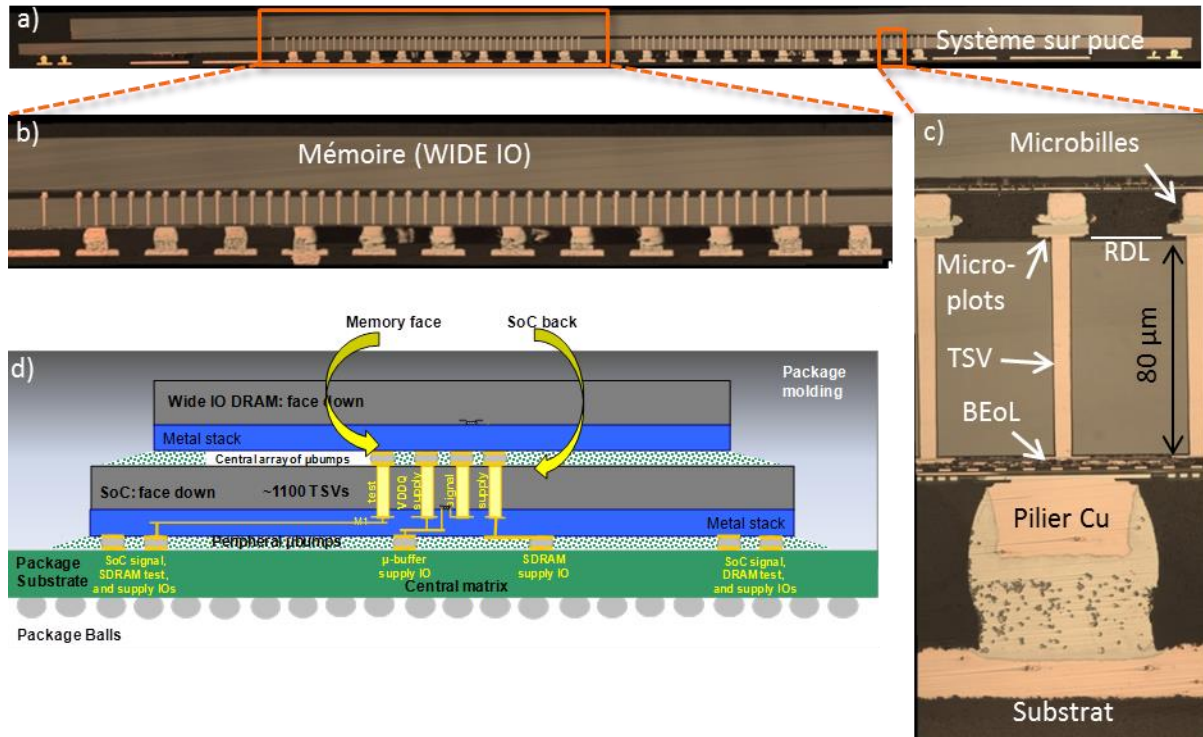 a)
Système sur puce
b)
Mémoire (WIDE IO)
c)
Microbilles
RDL
Micro-
plots
TSV
80 µm
BEoL
Pilier Cu
Substrat
Memory face
SoC back
d)
Package
molding
Wide IO DRAM: face down
Metal stack
Central array of µbumps
SoC: face down
~1100 TSVs
test
VDDQ
supply
signal
supply
M1
Metal stack
Peripheral µbumps
Package
Substrate
SoC signal,
SDRAM test,
and supply IOs
µ-buffer
supply IO
SDRAM
supply IO
SoC signal,
DRAM test,
and supply IOs
Central matrix
Package Balls